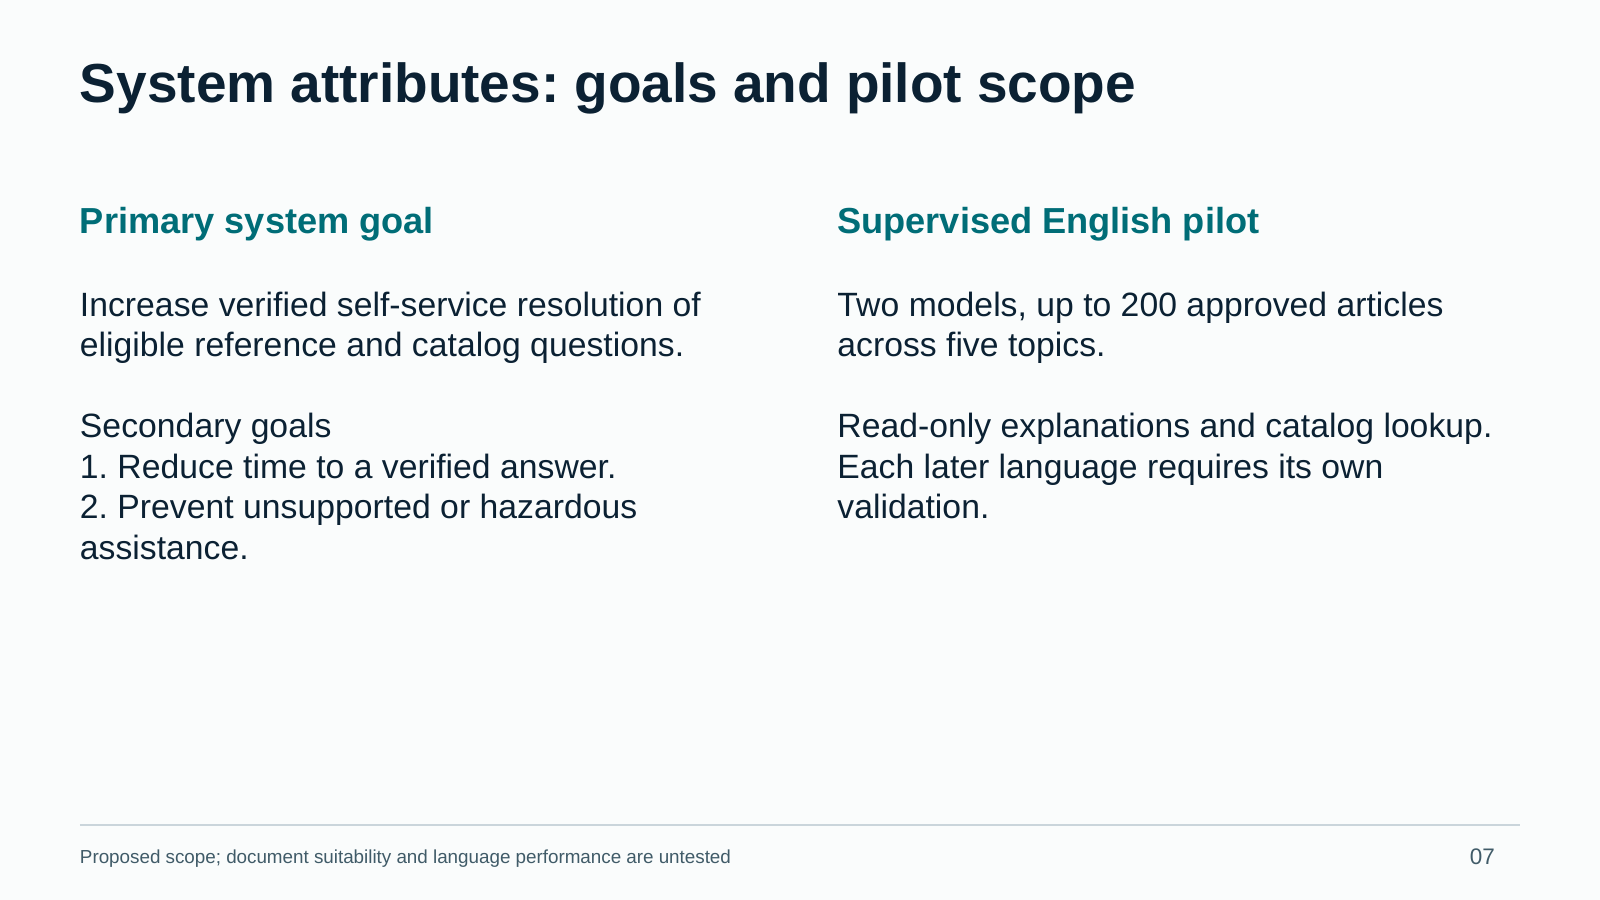 System attributes: goals and pilot scope
Primary system goal
Increase verified self-service resolution of
eligible reference and catalog questions.
Secondary goals
1. Reduce time to a verified answer.
2. Prevent unsupported or hazardous
assistance.
Supervised English pilot
Two models, up to 200 approved articles
across five topics.
Read-only explanations and catalog lookup.
Each later language requires its own
validation.
Proposed scope; document suitability and language performance are untested
07